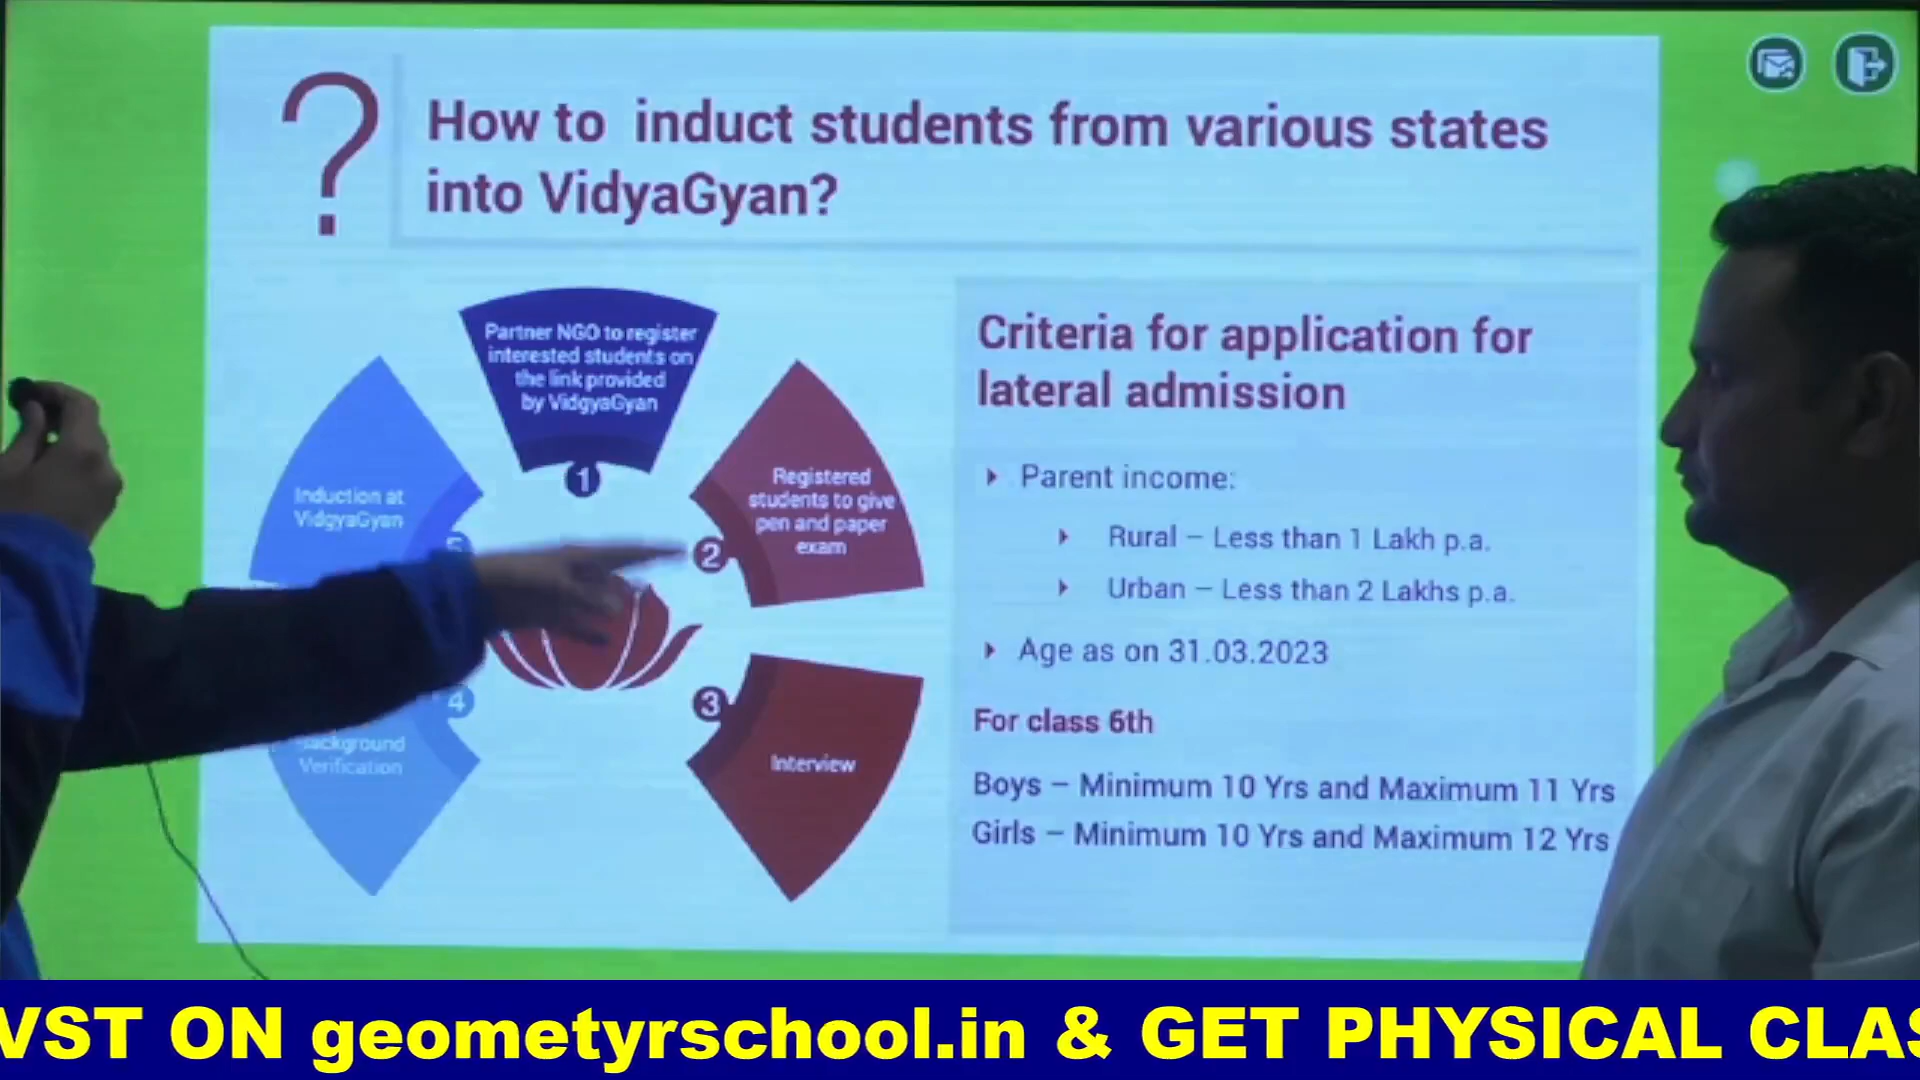 ?
How to induct students from various states
into VidyaGyan?
Partner NGO to register
interested students on
the link provided
by VidgyaGyan
1
Registered
students to give
pen and paper
exam
2
3
Interview
4
Background
Verification
Induction at
VidgyaGyan
5
Criteria for application for
lateral admission
Parent income:
Rural – Less than 1 Lakh p.a.
Urban – Less than 2 Lakhs p.a.
Age as on 31.03.2023
For class 6th
Boys – Minimum 10 Yrs and Maximum 11 Yrs
Girls – Minimum 10 Yrs and Maximum 12 Yrs
VST ON geometyrschool.in & GET PHYSICAL CLAS